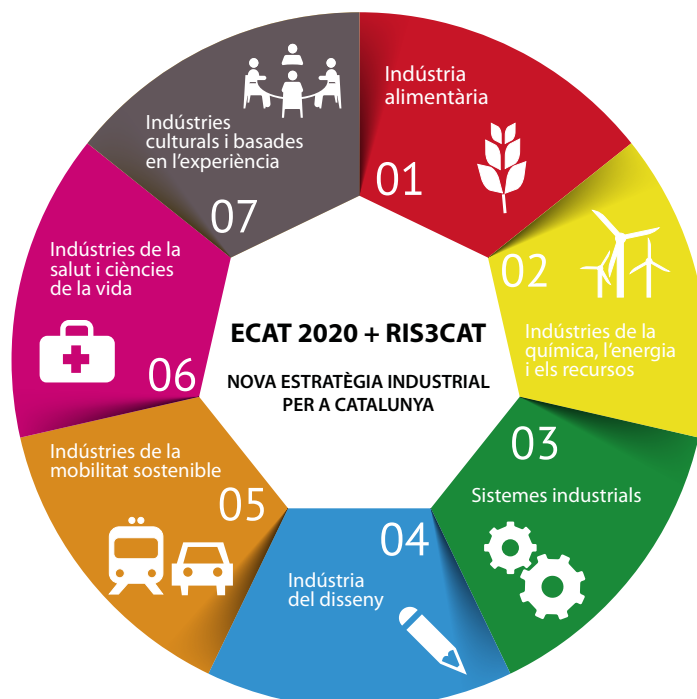 Indústria
alimentària
01
02
Indústries de la
química, l'energia
i els recursos
03
Sistemes industrials
04
Indústria
del disseny
Indústries de la
mobilitat sostenible
05
Indústries de la
salut i ciències
de la vida
06
Indústries
culturals i basades
en l'experiència
07
ECAT 2020 + RIS3CAT
NOVA ESTRATÈGIA INDUSTRIAL
PER A CATALUNYA